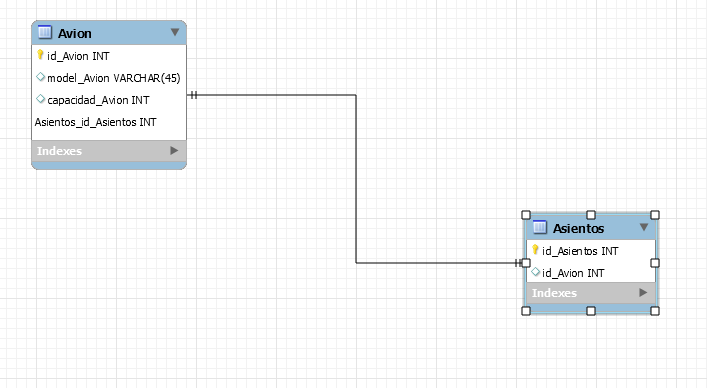 Avion
id_Avion INT
model_Avion VARCHAR(45)
capacidad_Avion INT
Asientos_id_Asientos INT
Indexes
Asientos
id_Asientos INT
id_Avion INT
Indexes